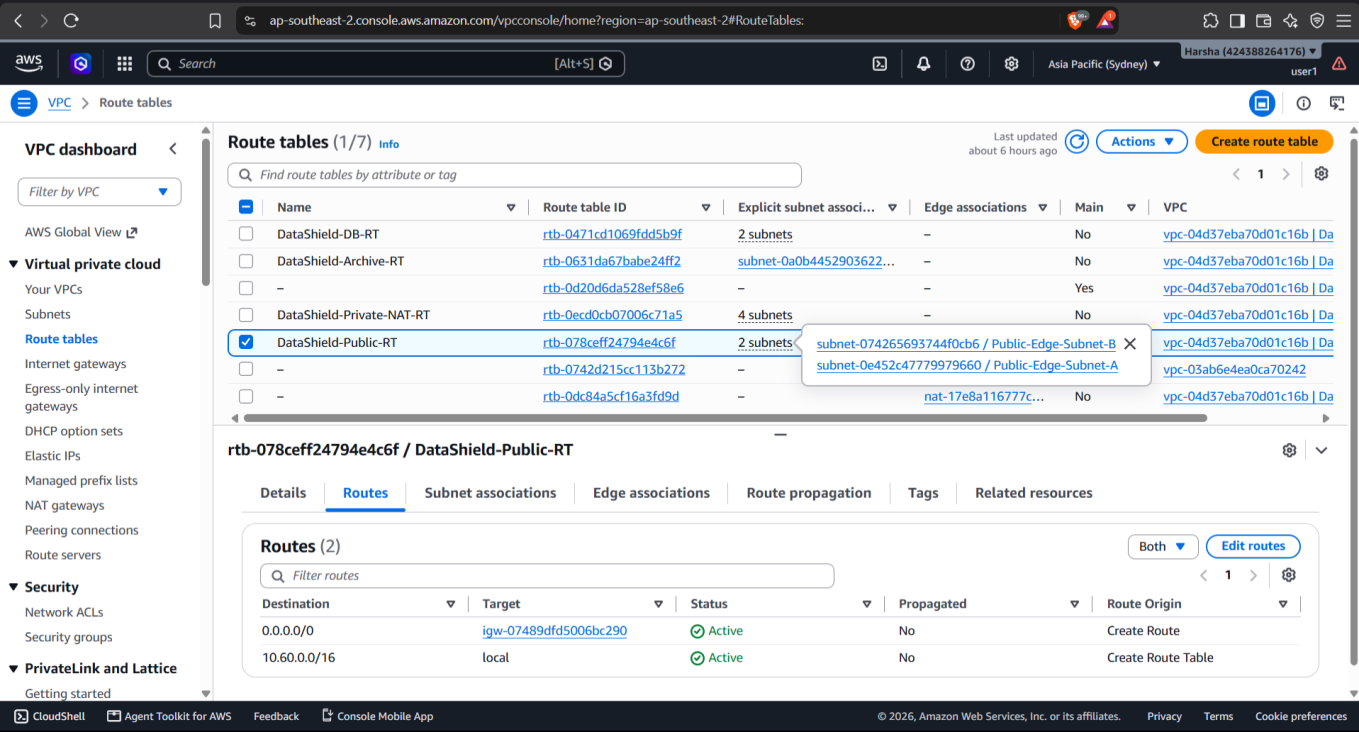 ap-southeast-2.console.aws.amazon.com/vpcconsole/home?region=ap-southeast-2#RouteTables:
99+
1
aws
Search
[Alt+S]
Asia Pacific (Sydney)
Harsha (424388264176)
user1
VPC
Route tables
VPC dashboard
Filter by VPC
AWS Global View
Virtual private cloud
Your VPCs
Subnets
Route tables
Internet gateways
Egress-only internet
gateways
DHCP option sets
Elastic IPs
Managed prefix lists
NAT gateways
Peering connections
Route servers
Security
Network ACLs
Security groups
PrivateLink and Lattice
Getting started
Route tables (1/7) Info
Last updated
about 6 hours ago
Actions
Create route table
Find route tables by attribute or tag
1
Name Route table ID Explicit subnet associ... Edge associations Main VPC
DataShield-DB-RT rtb-0471cd1069fdd5b9f 2 subnets – No vpc-04d37eba70d01c16b | Da
DataShield-Archive-RT rtb-0631da67babe24ff2 subnet-0a0b4452903622... – No vpc-04d37eba70d01c16b | Da
– rtb-0d20d6da528ef58e6 – – Yes vpc-04d37eba70d01c16b | Da
DataShield-Private-NAT-RT rtb-0ecd0cb07006c71a5 4 subnets – No vpc-04d37eba70d01c16b | Da
DataShield-Public-RT rtb-078ceff24794e4c6f 2 subnets vpc-04d37eba70d01c16b | Da
subnet-074265693744f0cb6 / Public-Edge-Subnet-B
subnet-0e452c47779979660 / Public-Edge-Subnet-A
– rtb-0742d215cc113b272 – vpc-03ab6e4ea0ca70242
– rtb-0dc84a5cf16a3fd9d – nat-17e8a116777c... No vpc-04d37eba70d01c16b | Da
rtb-078ceff24794e4c6f / DataShield-Public-RT
Details Routes Subnet associations Edge associations Route propagation Tags Related resources
Routes (2)
Both
Edit routes
Filter routes
1
Destination Target Status Propagated Route Origin
0.0.0.0/0 igw-07489dfd5006bc290 Active No Create Route
10.60.0.0/16 local Active No Create Route Table
CloudShell Agent Toolkit for AWS Feedback Console Mobile App © 2026, Amazon Web Services, Inc. or its affiliates. Privacy Terms Cookie preferences